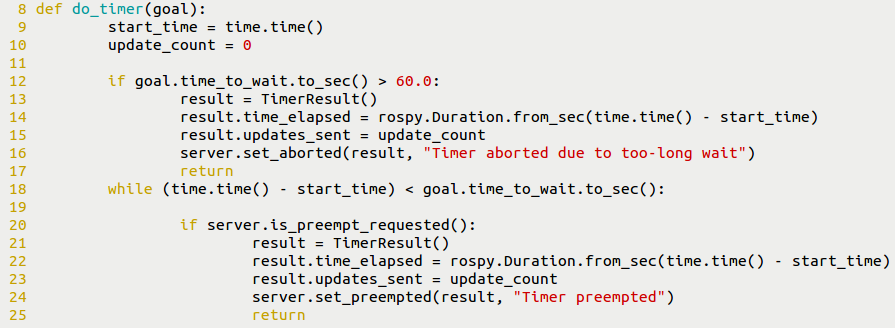 8 def do_timer(goal):
9         start_time = time.time()
10         update_count = 0
11
12         if goal.time_to_wait.to_sec() > 60.0:
13                 result = TimerResult()
14                 result.time_elapsed = rospy.Duration.from_sec(time.time() - start_time)
15                 result.updates_sent = update_count
16                 server.set_aborted(result, "Timer aborted due to too-long wait")
17                 return
18         while (time.time() - start_time) < goal.time_to_wait.to_sec():
19
20                 if server.is_preempt_requested():
21                         result = TimerResult()
22                         result.time_elapsed = rospy.Duration.from_sec(time.time() - start_time)
23                         result.updates_sent = update_count
24                         server.set_preempted(result, "Timer preempted")
25                         return